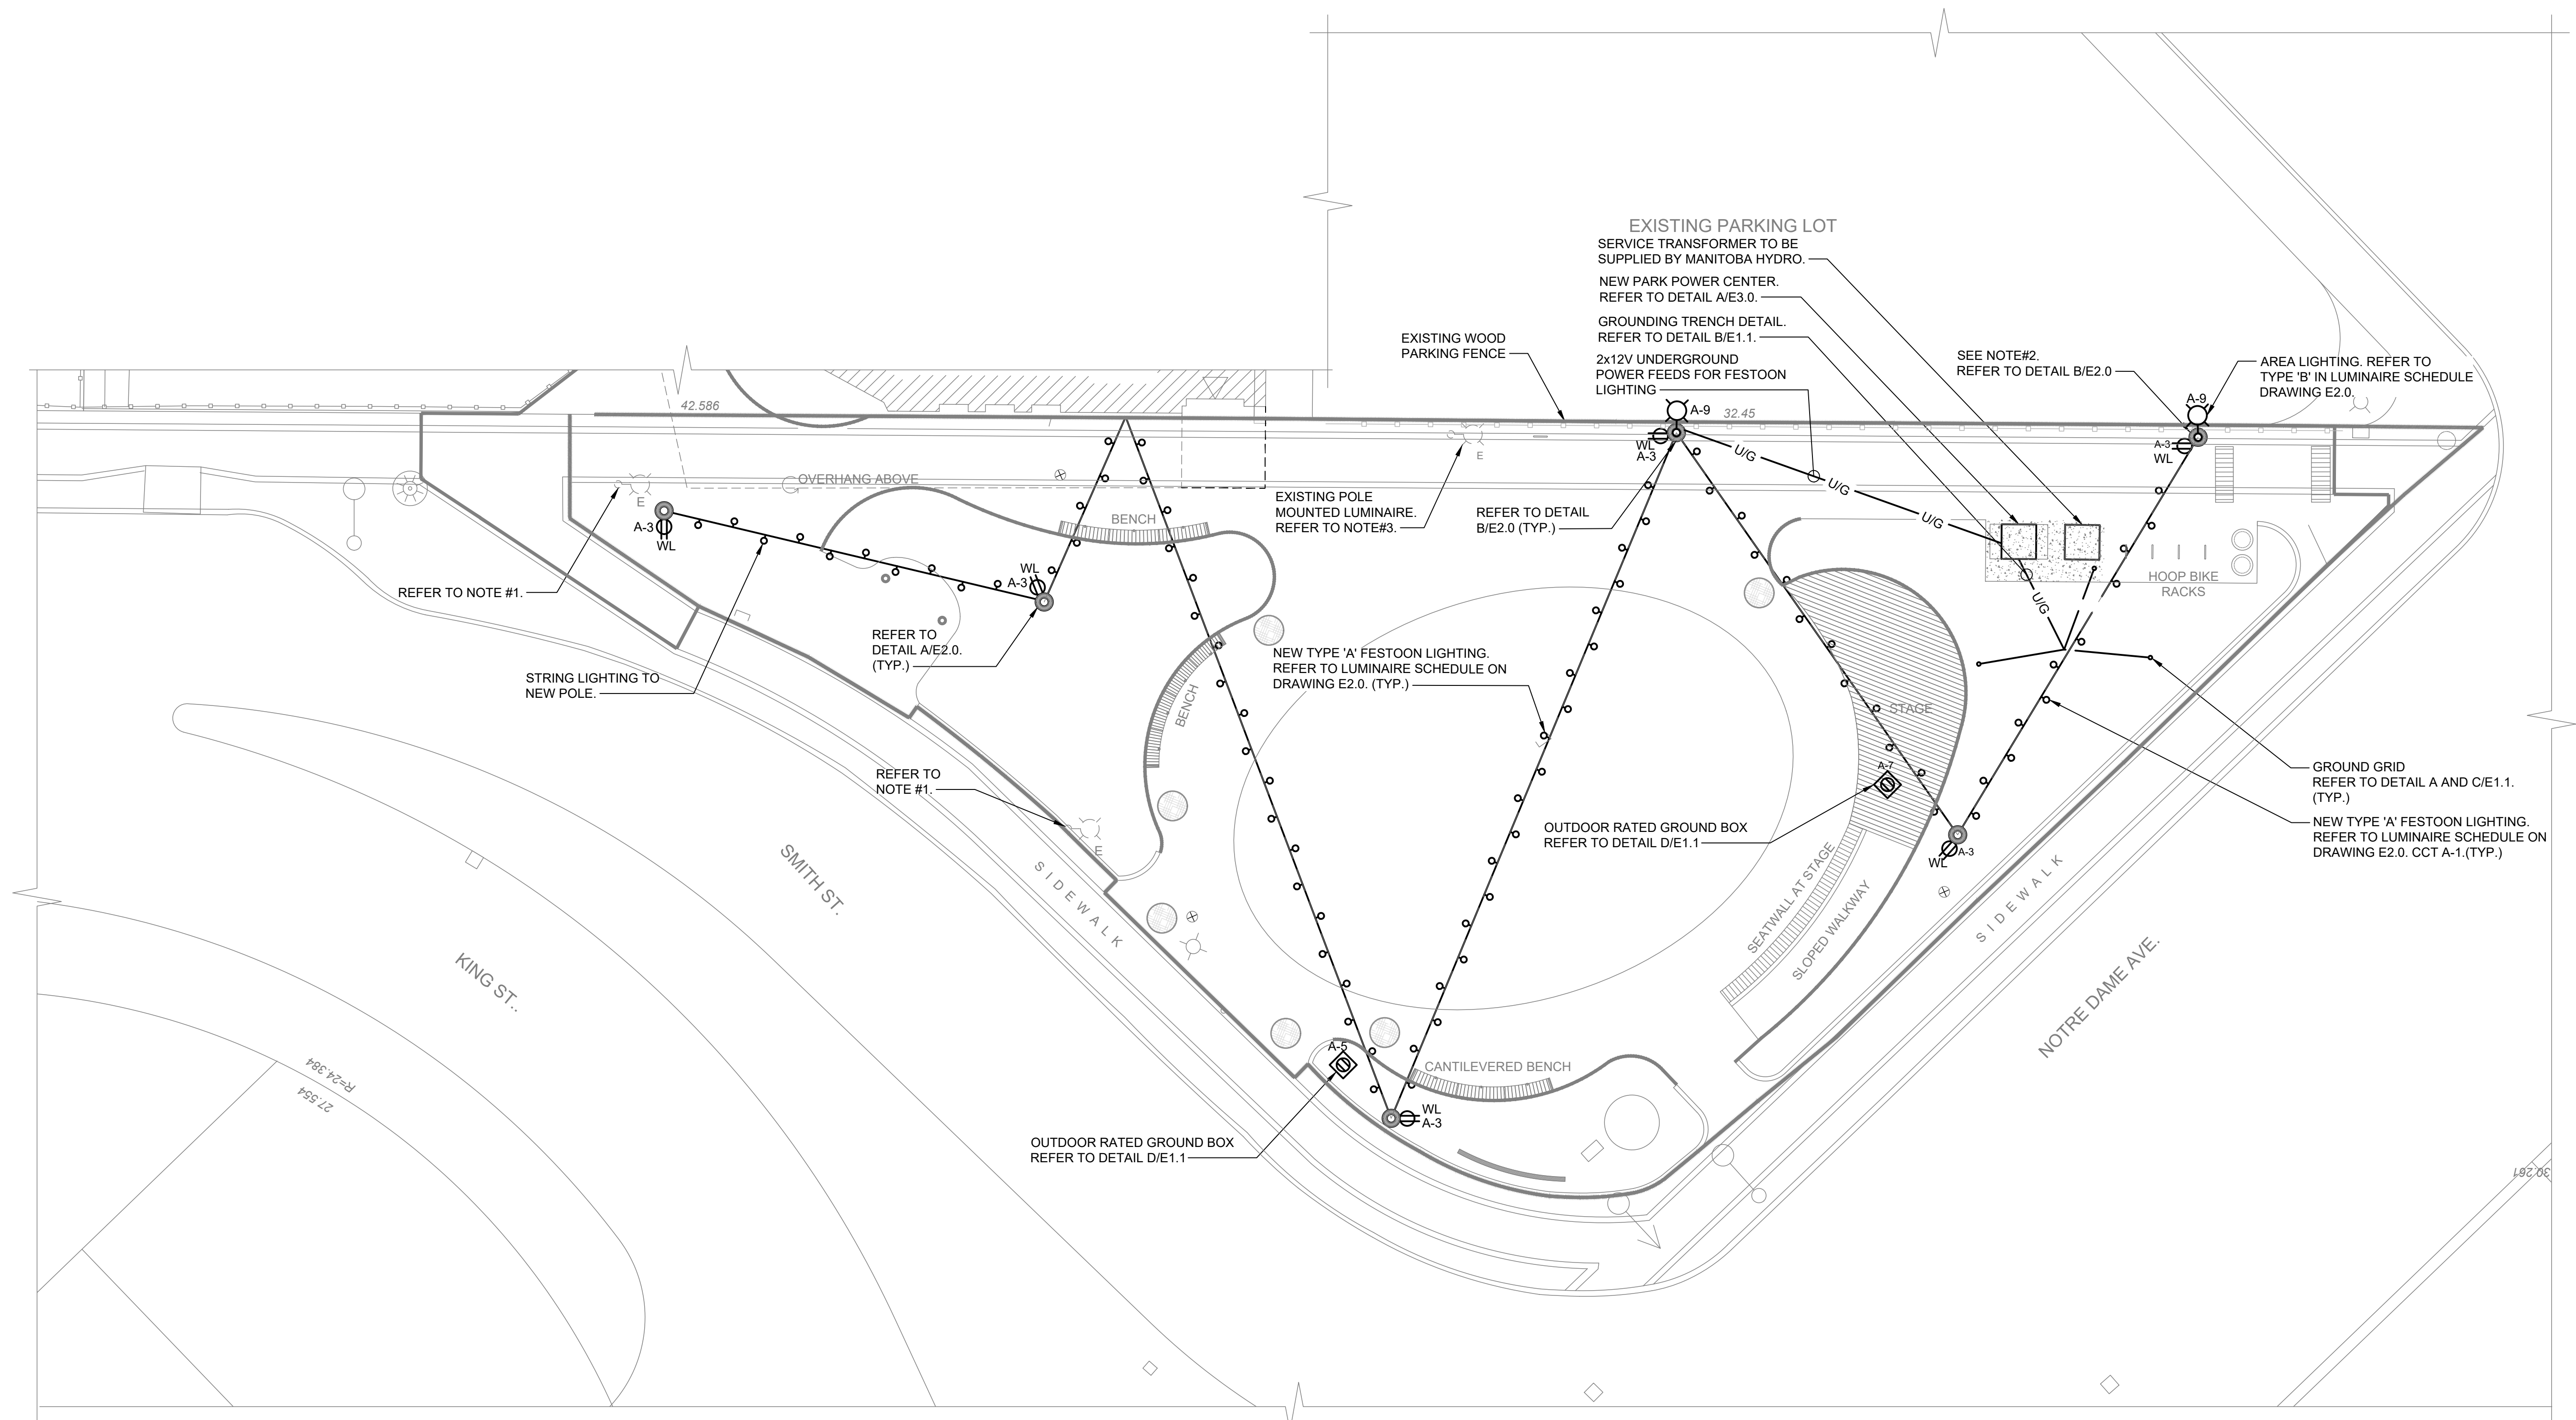 EXISTING PARKING LOT
SERVICE TRANSFORMER TO BE
SUPPLIED BY MANITOBA HYDRO.
NEW PARK POWER CENTER.
REFER TO DETAIL A/E3.0.
GROUNDING TRENCH DETAIL.
REFER TO DETAIL B/E1.1.
2x12V UNDERGROUND
POWER FEEDS FOR FESTOON
LIGHTING
EXISTING WOOD
PARKING FENCE
SEE NOTE#2.
REFER TO DETAIL B/E2.0
AREA LIGHTING. REFER TO
TYPE 'B' IN LUMINAIRE SCHEDULE
DRAWING E2.0.
42.586
A-9
32.45
A-9
WL
A-3
U/G
A-3
WL
U/G
U/G
OVERHANG ABOVE
E
E
A-3
WL
BENCH
EXISTING POLE
MOUNTED LUMINAIRE.
REFER TO NOTE#3.
REFER TO DETAIL
B/E2.0 (TYP.)
WL
A-3
HOOP BIKE
RACKS
U/G
REFER TO NOTE #1.
REFER TO
DETAIL A/E2.0.
(TYP.)
STRING LIGHTING TO
NEW POLE.
NEW TYPE 'A' FESTOON LIGHTING.
REFER TO LUMINAIRE SCHEDULE ON
DRAWING E2.0. (TYP.)
BENCH
STAGE
A-7
GROUND GRID
REFER TO DETAIL A AND C/E1.1.
(TYP.)
REFER TO
NOTE #1.
OUTDOOR RATED GROUND BOX
REFER TO DETAIL D/E1.1
NEW TYPE 'A' FESTOON LIGHTING.
REFER TO LUMINAIRE SCHEDULE ON
DRAWING E2.0. CCT A-1.(TYP.)
E
A-3
WL
SMITH ST.
SIDEWALK
SEATWALL AT STAGE
SLOPED WALKWAY
SIDEWALK
KING ST..
NOTRE DAME AVE.
A-5
CANTILEVERED BENCH
R=24.384
27.554
WL
A-3
OUTDOOR RATED GROUND BOX
REFER TO DETAIL D/E1.1
30.261